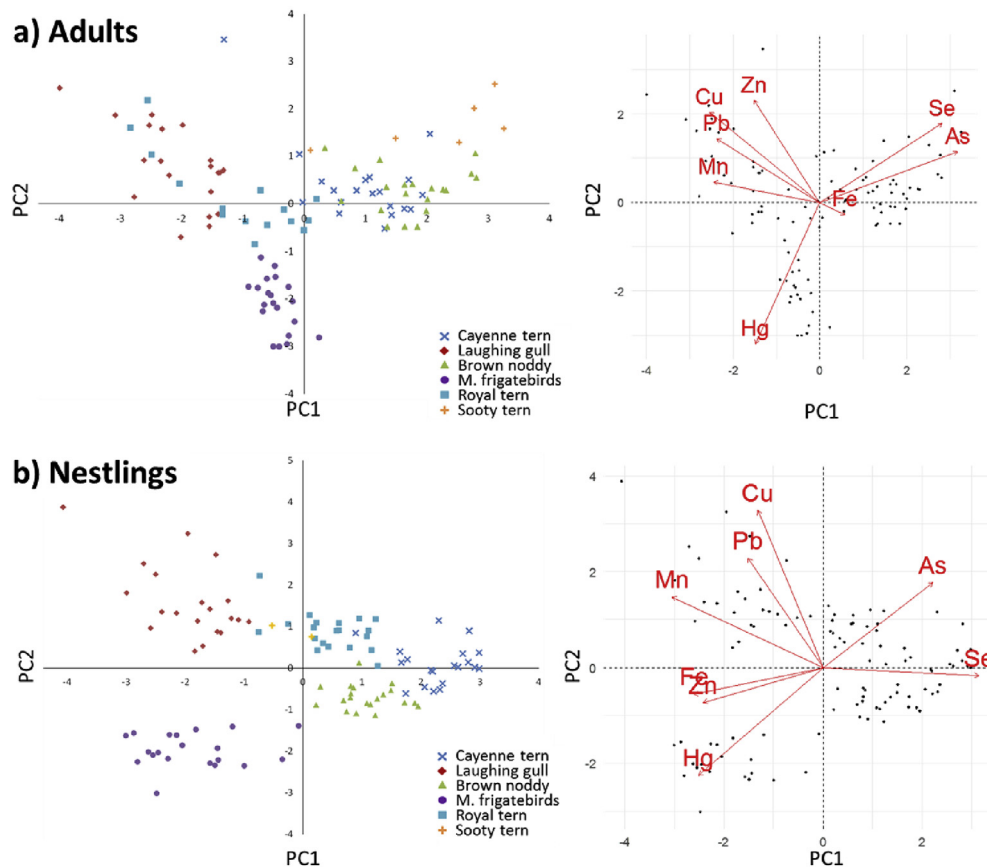 a) Adults
4
3
2
1
0
-4
-3
-2
-1
0
1
2
3
4
-1
-2
-3
-4
PC2
PC1
Cayenne tern
Laughing gull
Brown noddy
M. frigatebirds
Royal tern
Sooty tern
Zn
Cu
Pb
Mn
Se
As
Fe
Hg
2
0
-2
-4
-2
0
2
PC2
PC1
b) Nestlings
5
4
3
2
1
0
-4
-3
-2
-1
0
1
2
3
4
-1
-2
-3
-4
PC2
PC1
Cayenne tern
Laughing gull
Brown noddy
M. frigatebirds
Royal tern
Sooty tern
Cu
Pb
Mn
As
Se
Fe
Zn
Hg
4
2
0
-2
-4
-2
0
2
PC2
PC1